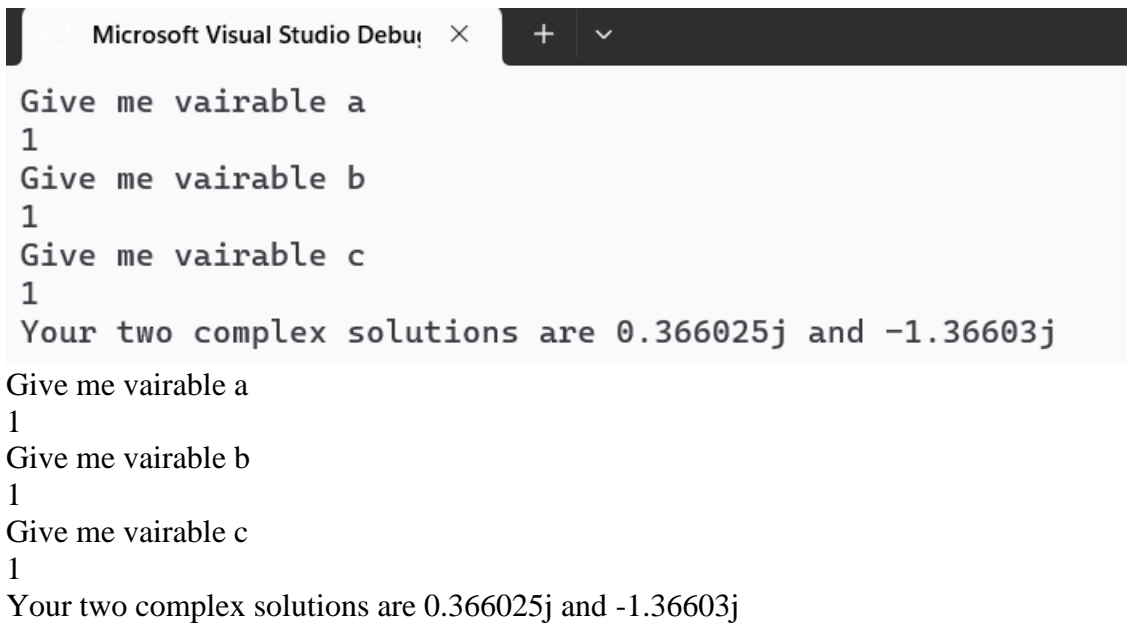 Microsoft Visual Studio Debug
Give me vairable a
1
Give me vairable b
1
Give me vairable c
1
Your two complex solutions are 0.366025j and -1.36603j
Give me vairable a
1
Give me vairable b
1
Give me vairable c
1
Your two complex solutions are 0.366025j and -1.36603j